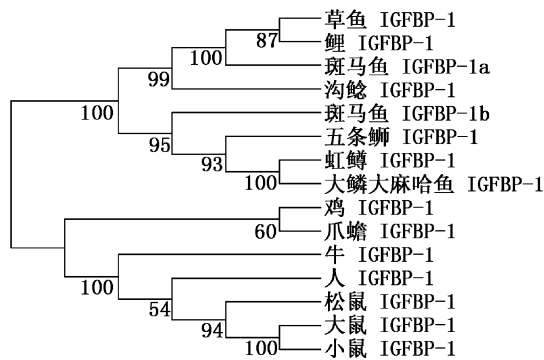 草鱼 IGFBP-1
87
鲤 IGFBP-1
100
斑马鱼 IGFBP-1a
99
沟鲶 IGFBP-1
100
斑马鱼 IGFBP-1b
95
五条鰤 IGFBP-1
93
虹鳟 IGFBP-1
100
大鳞大麻哈鱼 IGFBP-1
鸡 IGFBP-1
60
爪蟾 IGFBP-1
牛 IGFBP-1
100
人 IGFBP-1
54
松鼠 IGFBP-1
94
大鼠 IGFBP-1
100
小鼠 IGFBP-1